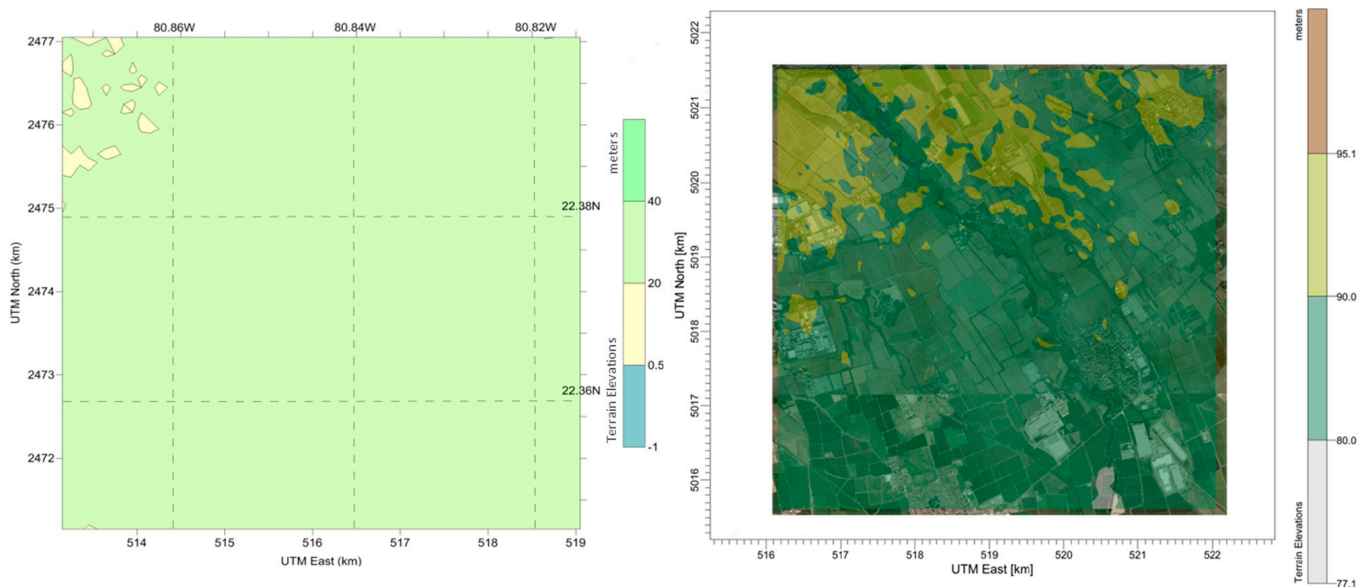 80.86W 80.84W 80.82W
2477
2476
2475
2474
2473
2472
UTM North (km)
22.38N
22.36N
514 515 516 517 518 519
UTM East (km)
meters
40
20
0.5
-1
Terrain Elevations
5022
5021
5020
5019
5018
5017
5016
UTM North [km]
516 517 518 519 520 521 522
UTM East [km]
meters
95.1
90.0
80.0
77.1
Terrain Elevations